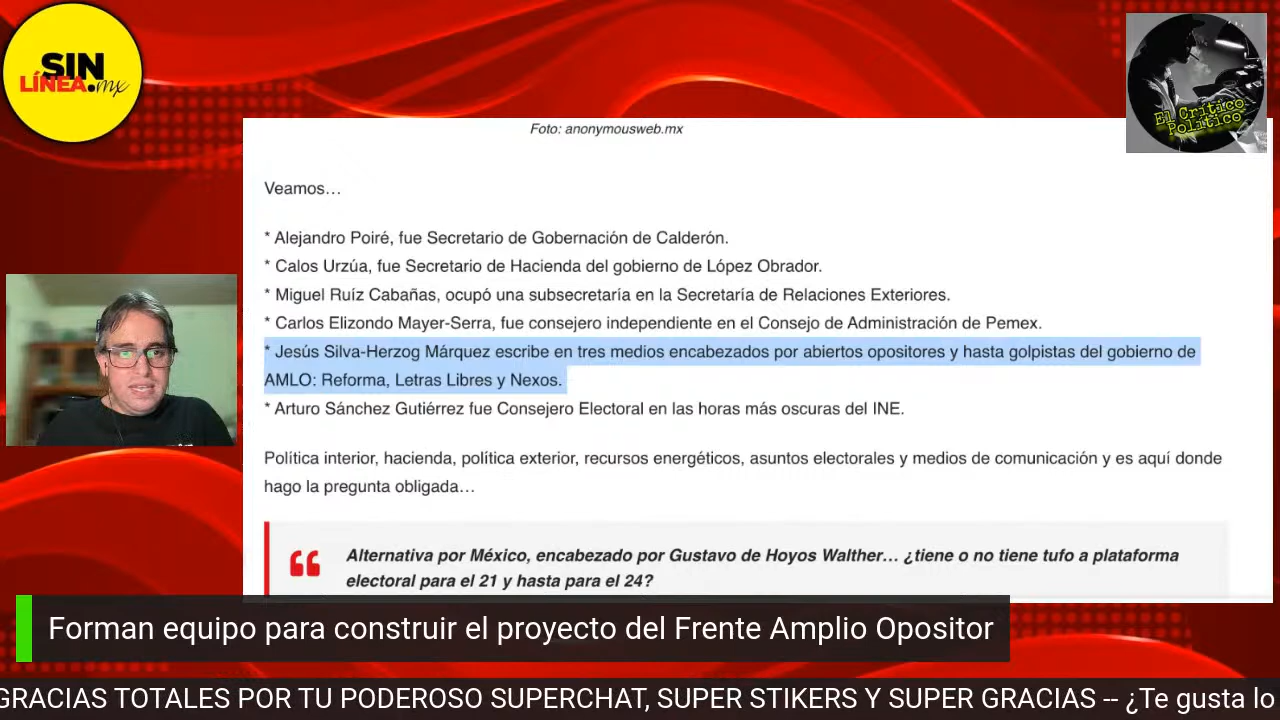 SIN
LÍNEA.mx
El Crítico
Político
Foto: anonymousweb.mx
Veamos…
* Alejandro Poiré, fue Secretario de Gobernación de Calderón.
* Calos Urzúa, fue Secretario de Hacienda del gobierno de López Obrador.
* Miguel Ruíz Cabañas, ocupó una subsecretaría en la Secretaría de Relaciones Exteriores.
* Carlos Elizondo Mayer-Serra, fue consejero independiente en el Consejo de Administración de Pemex.
* Jesús Silva-Herzog Márquez escribe en tres medios encabezados por abiertos opositores y hasta golpistas del gobierno de
AMLO: Reforma, Letras Libres y Nexos.
* Arturo Sánchez Gutiérrez fue Consejero Electoral en las horas más oscuras del INE.
Política interior, hacienda, política exterior, recursos energéticos, asuntos electorales y medios de comunicación y es aquí donde
hago la pregunta obligada…
Alternativa por México, encabezado por Gustavo de Hoyos Walther… ¿tiene o no tiene tufo a plataforma
electoral para el 21 y hasta para el 24?
Forman equipo para construir el proyecto del Frente Amplio Opositor
GRACIAS TOTALES POR TU PODEROSO SUPERCHAT, SUPER STIKERS Y SUPER GRACIAS -- ¿Te gusta lo